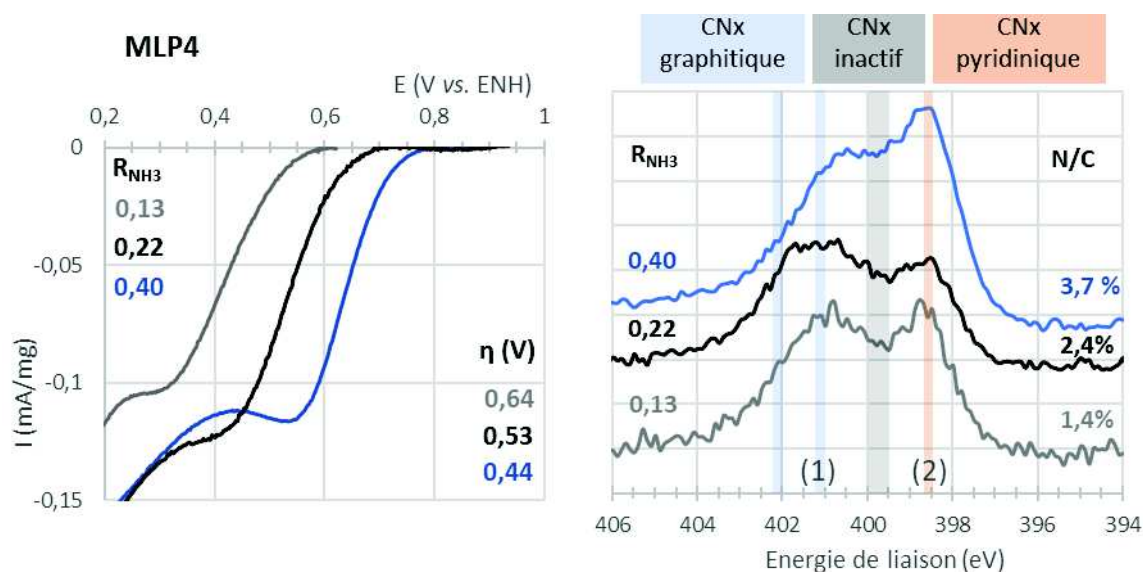 MLP4
E (V vs. ENH)
0,2 0,4 0,6 0,8 1
0
-0,05
-0,1
-0,15
I (mA/mg)
R_NH3
0,13
0,22
0,40
η (V)
0,64
0,53
0,44
CNx
graphitique
CNx
inactif
CNx
pyridinique
R_NH3
N/C
0,40
3,7 %
0,22
2,4%
0,13
1,4%
(1) (2)
406 404 402 400 398 396 394
Energie de liaison (eV)